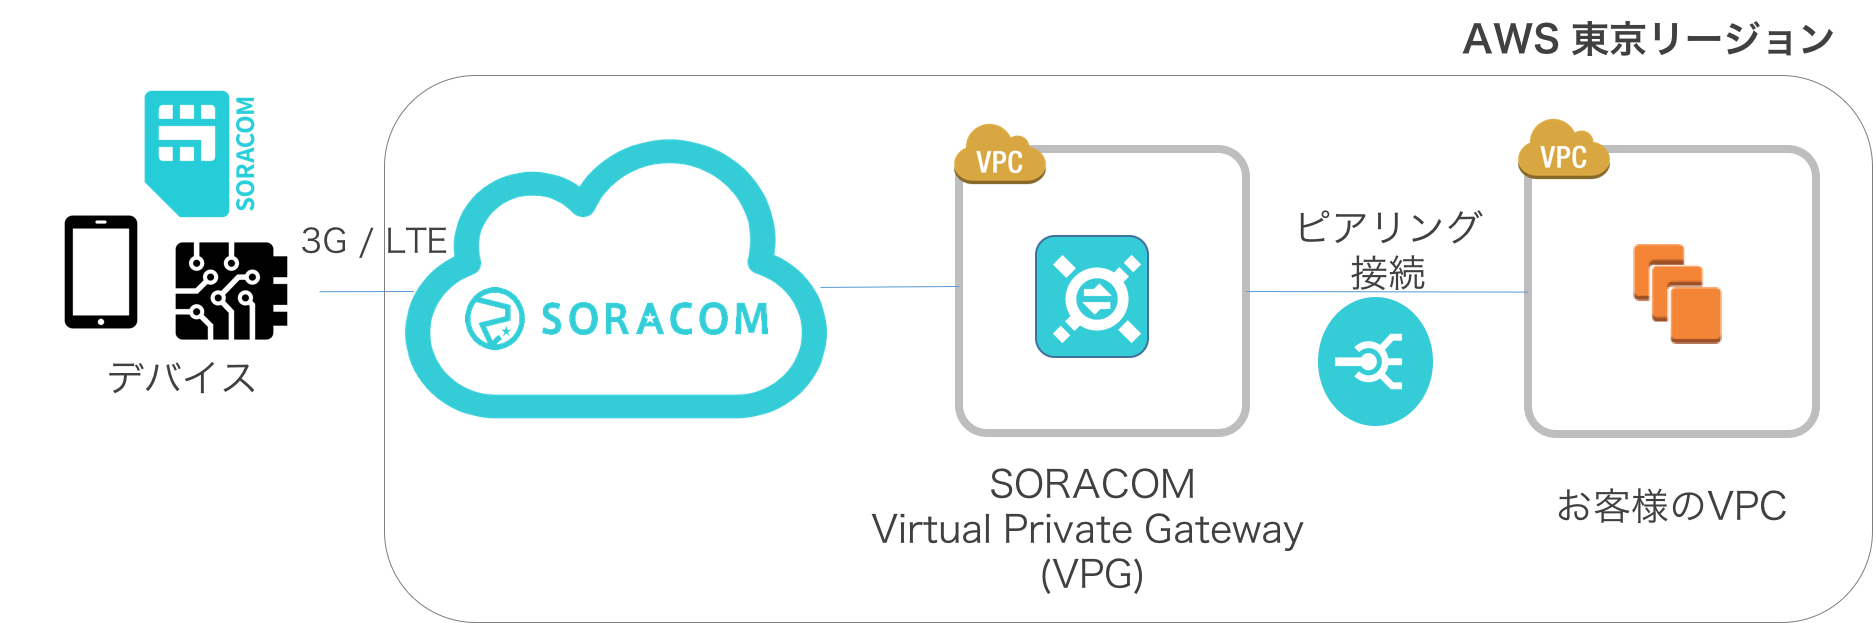 AWS 東京リージョン
SORACOM
3G / LTE
デバイス
SORACOM
VPC
VPC
ピアリング
接続
SORACOM
Virtual Private Gateway
(VPG)
お客様のVPC